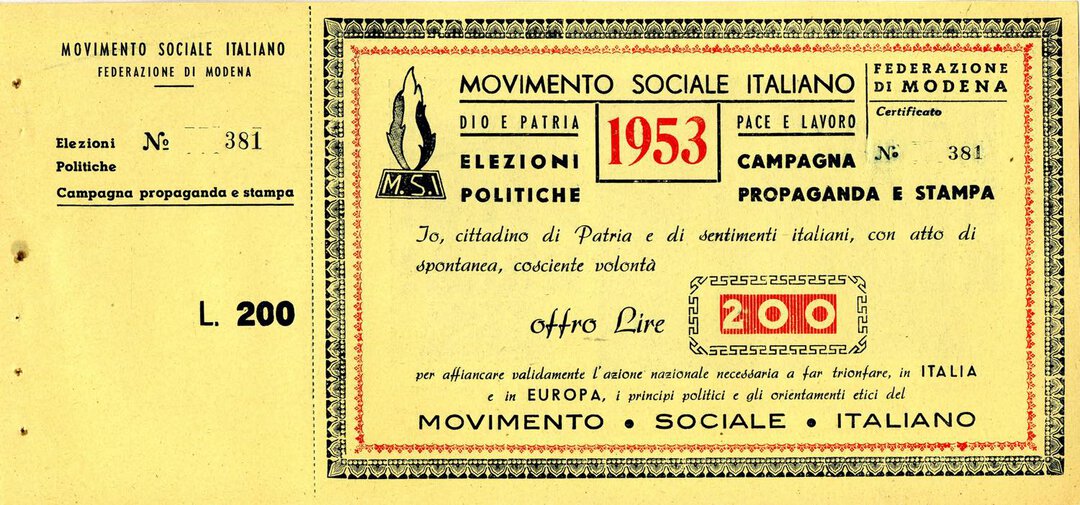 MOVIMENTO SOCIALE ITALIANO
FEDERAZIONE DI MODENA
Elezioni № 381
Politiche
Campagna propaganda e stampa
L. 200
M.S.I
MOVIMENTO SOCIALE ITALIANO
DIO E PATRIA
1953
PACE E LAVORO
ELEZIONI
POLITICHE
CAMPAGNA
PROPAGANDA E STAMPA
FEDERAZIONE
DI MODENA
Certificato
№ 381
Io, cittadino di Patria e di sentimenti italiani, con atto di
spontanea, cosciente volontà
offro Lire 200
per affiancare validamente l'azione nazionale necessaria a far trionfare, in ITALIA
e in EUROPA, i principi politici e gli orientamenti etici del
MOVIMENTO • SOCIALE • ITALIANO